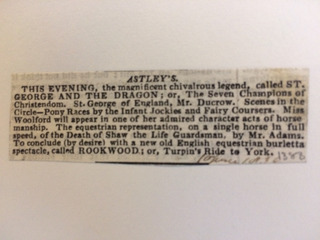 ASTLEY'S.
THIS EVENING, the magnificent chivalrous legend, called ST.
GEORGE AND THE DRAGON; or, The Seven Champions of
Christendom. St. George of England, Mr. Ducrow. Scenes in the
Circle—Pony Races by the Infant Jockies and Fairy Coursers. Miss
Woolford will appear in one of her admired character acts of horse
manship. The equestrian representation, on a single horse in full
speed, of the Death of Shaw the Life Guardsman, by Mr. Adams.
To conclude (by desire) with a new old English equestrian burletta
spectacle, called ROOKWOOD; or, Turpin's Ride to York.